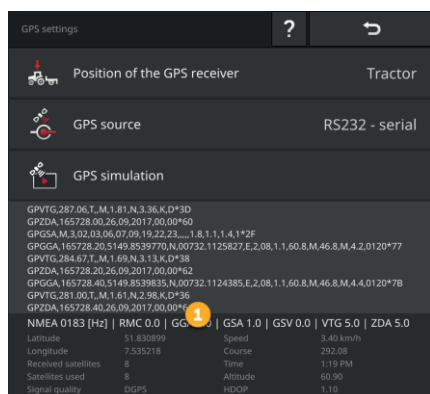 GPS settings
?
Position of the GPS receiver Tractor
GPS source RS232 - serial
GPS simulation
GPVTG,287.06,T,,M,1.81,N,3.36,K,D*3D
GPZDA,165728.00,26,09,2017,00,00*60
GPGSA,M,3,02,03,06,07,09,19,22,23,,,,,1.8,1.1,1.4,1*2F
GPGGA,165728.20,5149.8539770,N,00732.1125827,E,2,08,1.1,60.8,M,46.8,M,4.2,0120*77
GPVTG,284.67,T,,M,1.69,N,3.13,K,D*38
GPZDA,165728.20,26,09,2017,00,00*62
GPGGA,165728.40,5149.8539835,N,00732.1124385,E,2,08,1.1,60.8,M,46.8,M,4.4,0120*7B
GPVTG,281.00,T,,M,1.61,N,2.98,K,D*36
GPZDA,165728.40,26,09,2017,00,00*
1
NMEA 0183 [Hz] | RMC 0.0 | | GSA 1.0 | GSV 0.0 | VTG 5.0 | ZDA 5.0
Latitude 51.830899 Speed 3.40 km/h
Longitude 7.535218 Course 292.08
Received satellites 8 Time 1:19 PM
Satellites used 8 Altitude 60.90
Signal quality DGPS HDOP 1.10